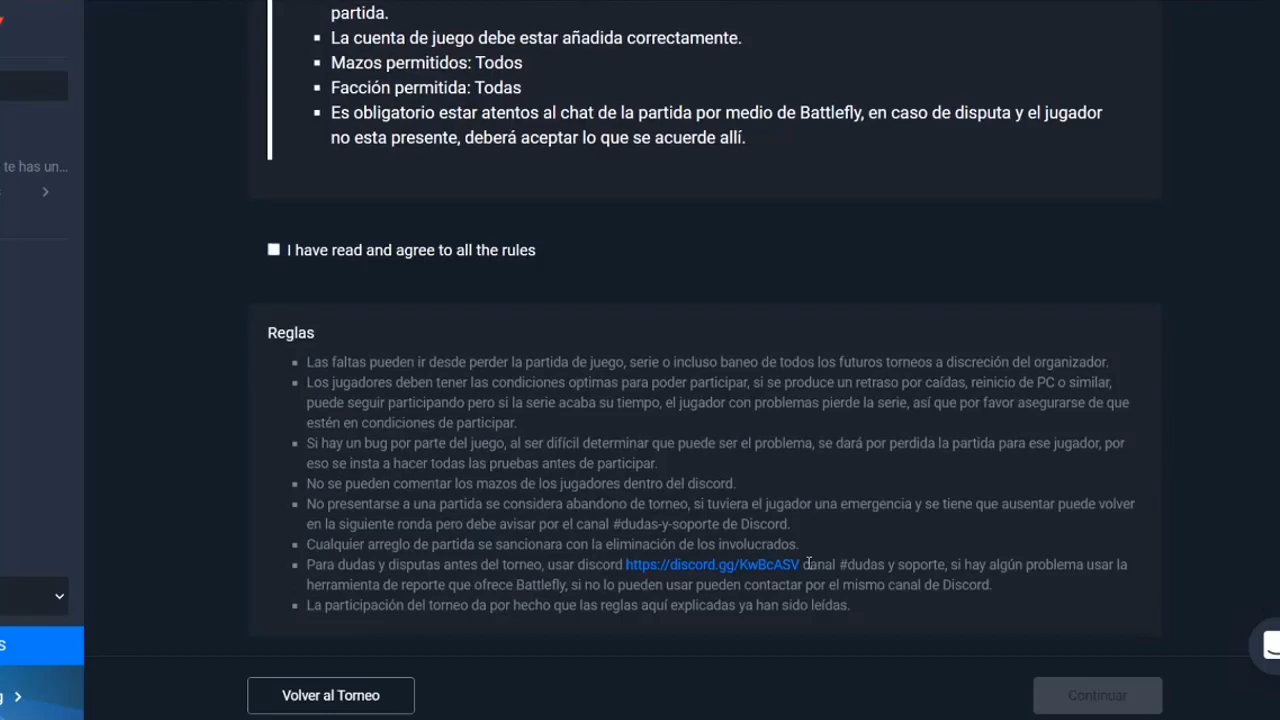 partida.
La cuenta de juego debe estar añadida correctamente.
Mazos permitidos: Todos
Facción permitida: Todas
Es obligatorio estar atentos al chat de la partida por medio de Battlefly, en caso de disputa y el jugador
no esta presente, deberá aceptar lo que se acuerde allí.
te has un...
I have read and agree to all the rules
Reglas
Las faltas pueden ir desde perder la partida de juego, serie o incluso baneo de todos los futuros torneos a discreción del organizador.
Los jugadores deben tener las condiciones optimas para poder participar, si se produce un retraso por caídas, reinicio de PC o similar,
puede seguir participando pero si la serie acaba su tiempo, el jugador con problemas pierde la serie, así que por favor asegurarse de que
estén en condiciones de participar.
Si hay un bug por parte del juego, al ser difícil determinar que puede ser el problema, se dará por perdida la partida para ese jugador, por
eso se insta a hacer todas las pruebas antes de participar.
No se pueden comentar los mazos de los jugadores dentro del discord.
No presentarse a una partida se considera abandono de torneo, si tuviera el jugador una emergencia y se tiene que ausentar puede volver
en la siguiente ronda pero debe avisar por el canal #dudas-y-soporte de Discord.
Cualquier arreglo de partida se sancionara con la eliminación de los involucrados.
Para dudas y disputas antes del torneo, usar discord https://discord.gg/KwBcASV canal #dudas y soporte, si hay algún problema usar la
herramienta de reporte que ofrece Battlefly, si no lo pueden usar pueden contactar por el mismo canal de Discord.
La participación del torneo da por hecho que las reglas aquí explicadas ya han sido leídas.
S
g
Volver al Torneo
Continuar